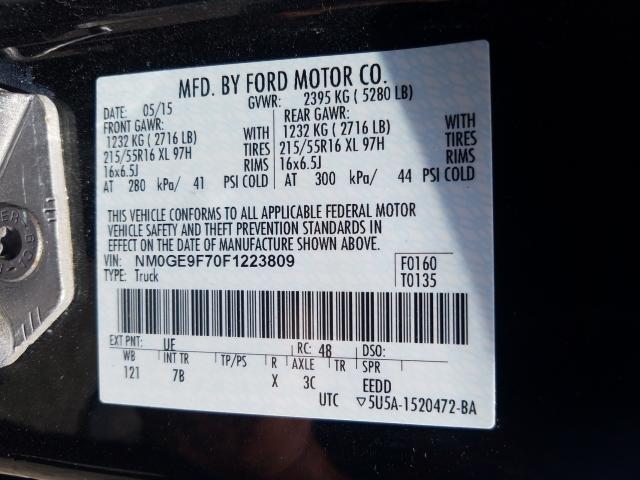 MFD. BY FORD MOTOR CO.
DATE: 05/15 GVWR: 2395 KG ( 5280 LB)
FRONT GAWR: REAR GAWR:
1232 KG ( 2716 LB) WITH 1232 KG ( 2716 LB) WITH
215/55R16 XL 97H TIRES 215/55R16 XL 97H TIRES
16x6.5J RIMS 16x6.5J RIMS
AT 280 kPa/ 41 PSI COLD AT 300 kPa/ 44 PSI COLD
THIS VEHICLE CONFORMS TO ALL APPLICABLE FEDERAL MOTOR
VEHICLE SAFETY AND THEFT PREVENTION STANDARDS IN
EFFECT ON THE DATE OF MANUFACTURE SHOWN ABOVE.
VIN: NM0GE9F70F1223809 F0160
TYPE: Truck T0135
EXT PNT: UE RC: 48 DSO:
WB INT TR TP/PS R AXLE TR SPR
121 7B X 3C EEDD
UTC ▽5U5A-1520472-BA